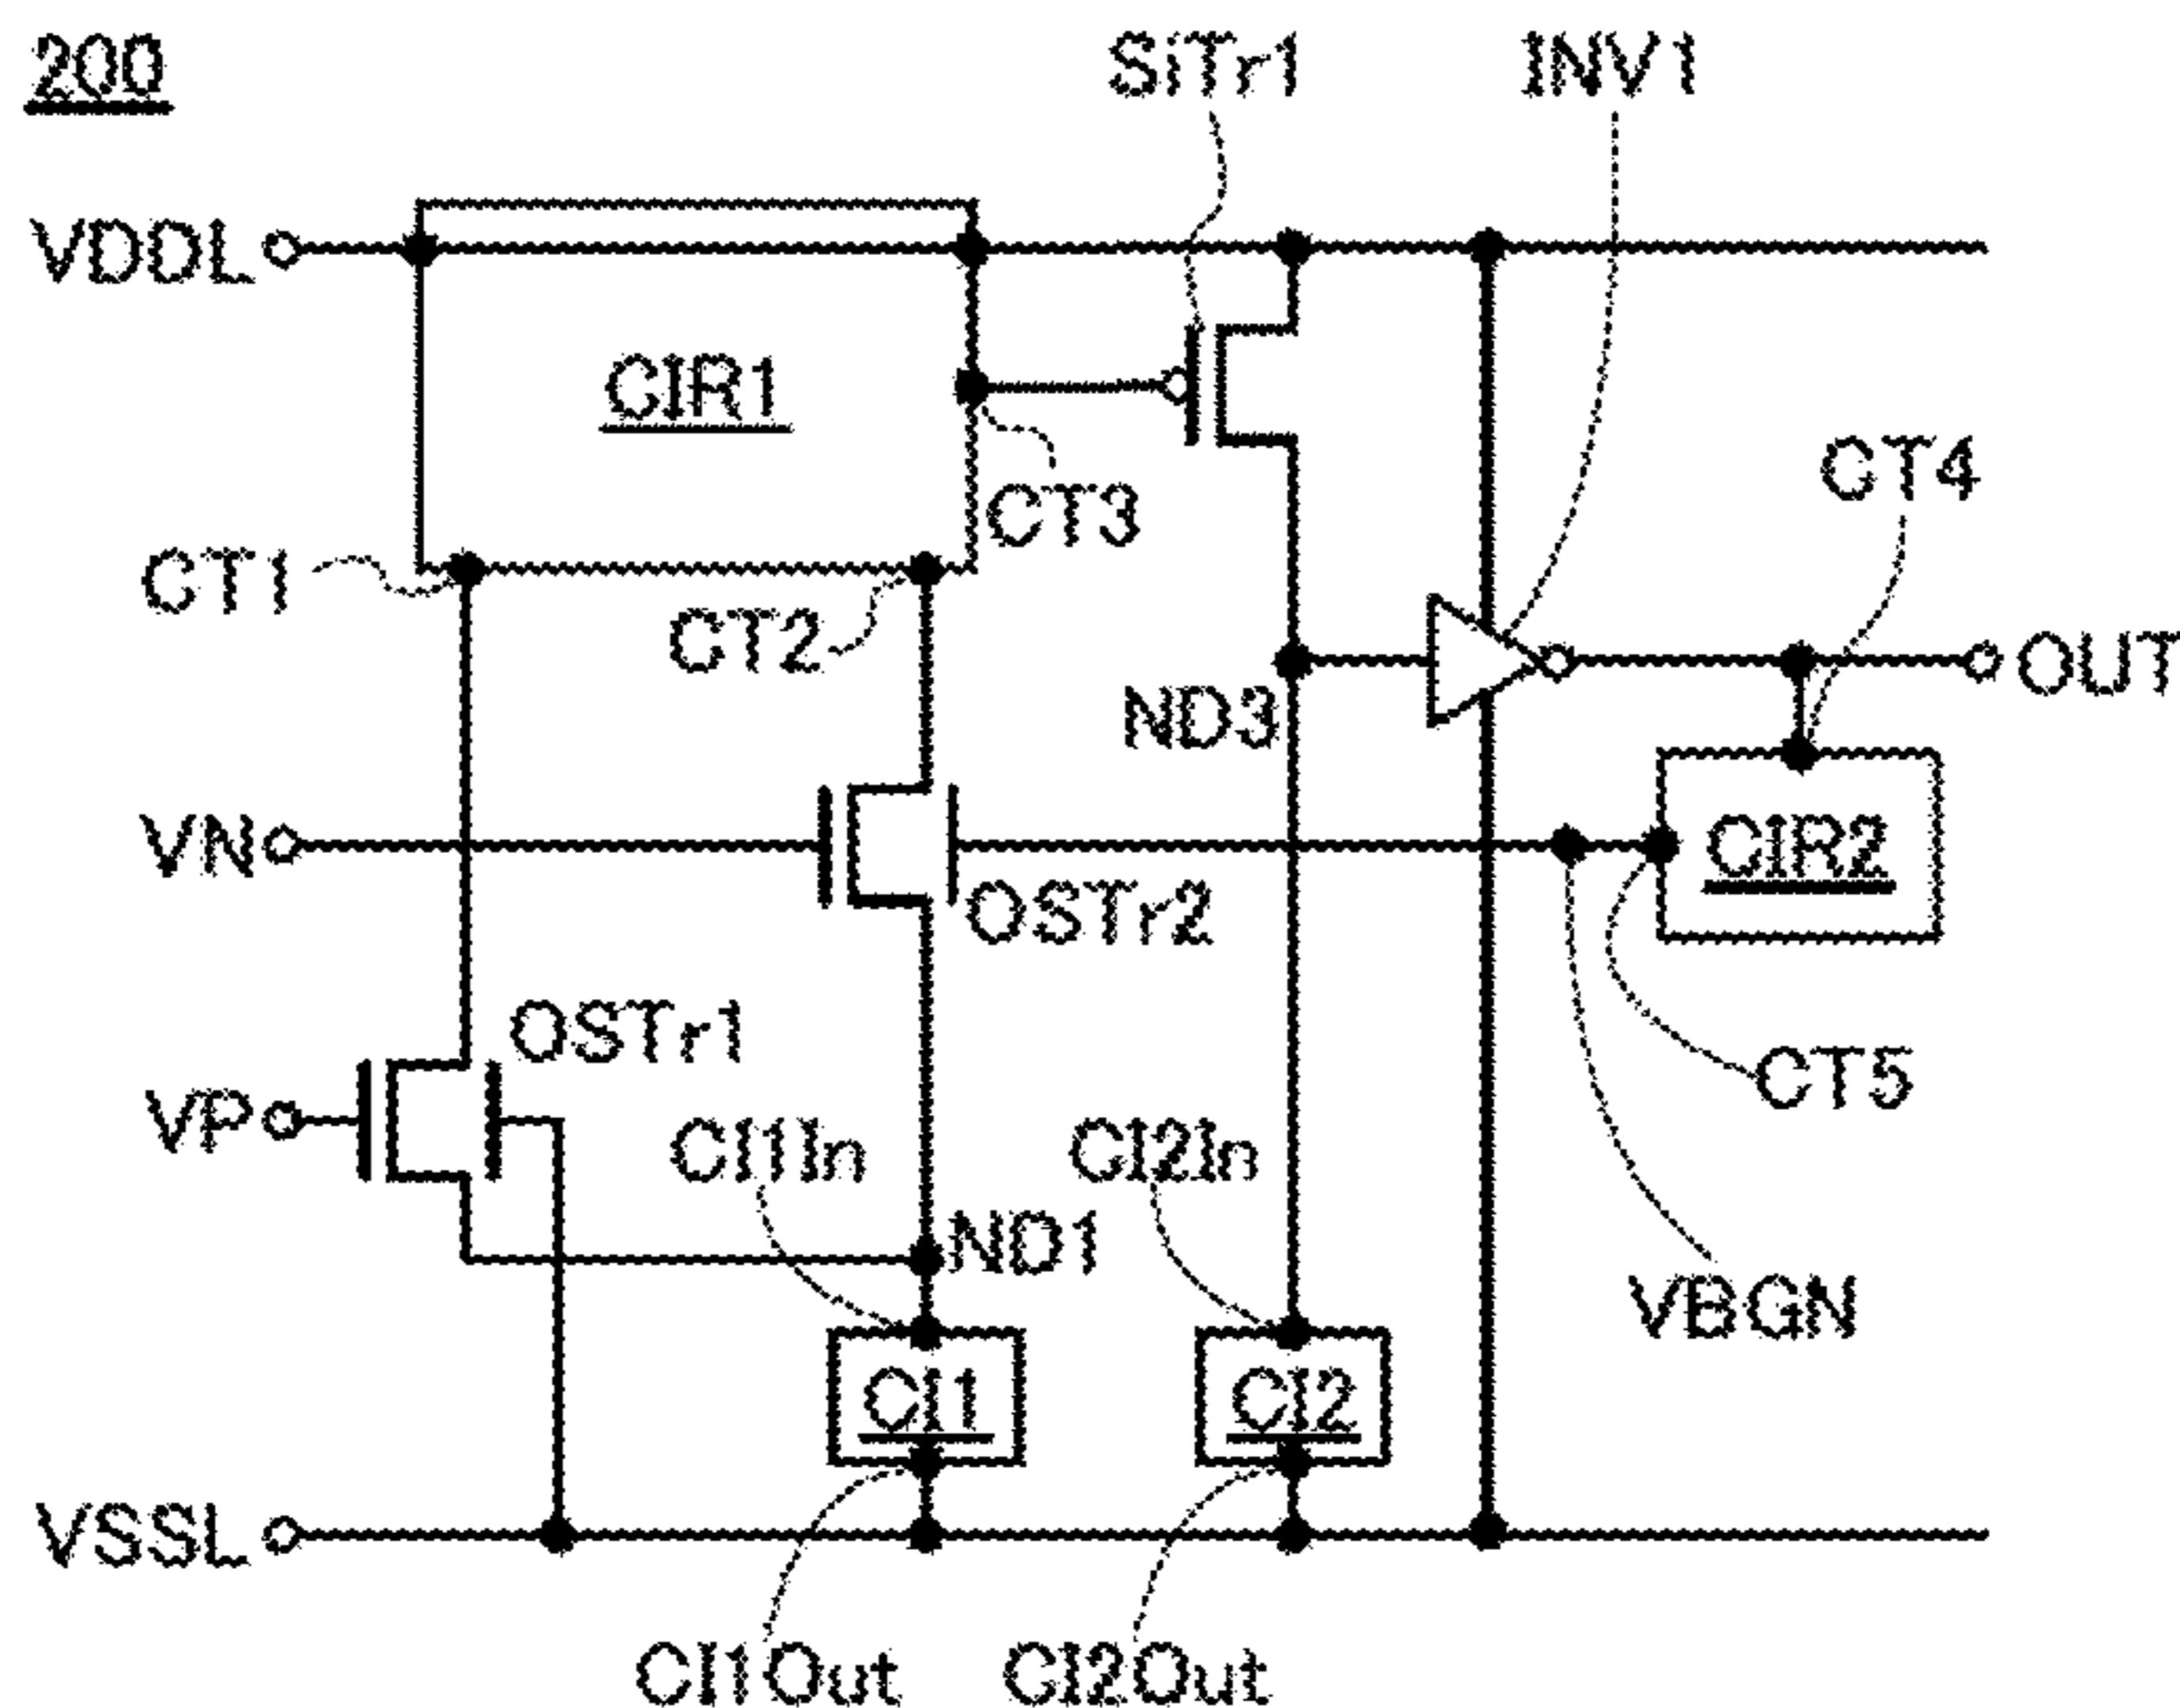 200
SiTr1
INV1
VDDL
CIR1
CT4
CT3
CT1
CT2
OUT
ND3
VN
CIR2
OSTr2
OSTr1
CT5
VP
CI1In
CI2In
ND1
VBGN
CI1
CI2
VSSL
CI1Out
CI2Out